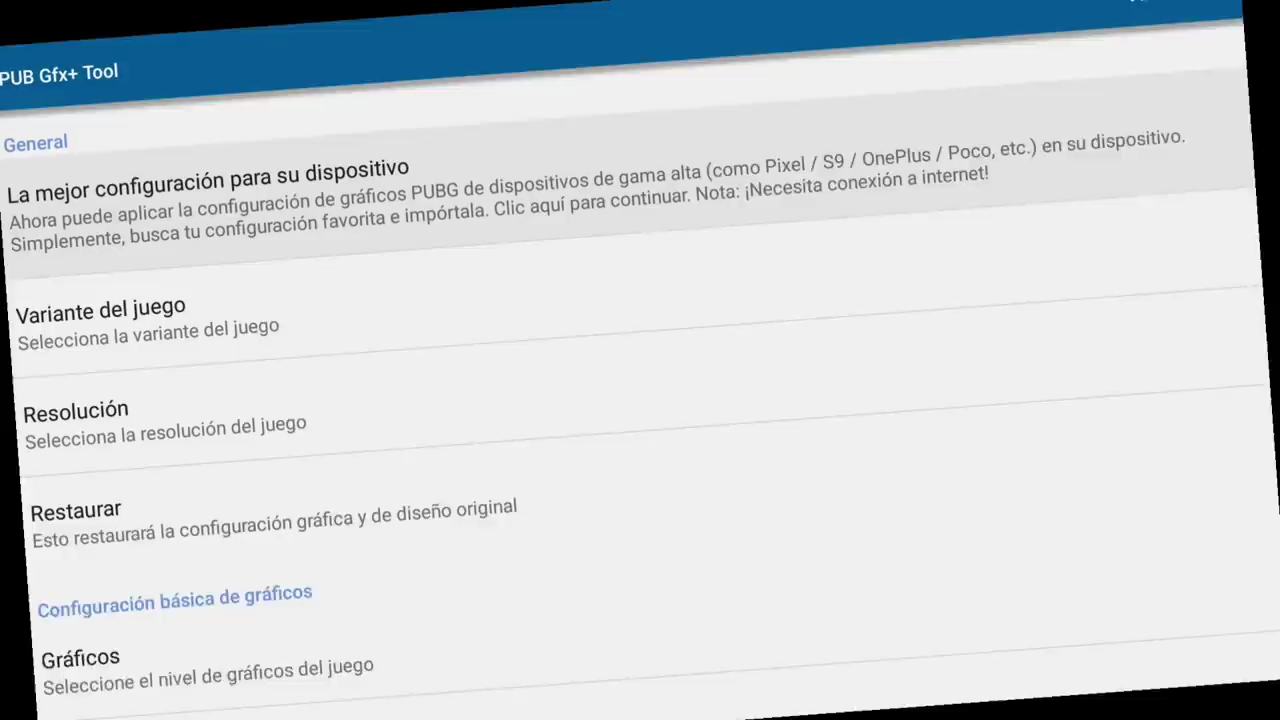 PUB Gfx+ Tool
General
La mejor configuración para su dispositivo
Ahora puede aplicar la configuración de gráficos PUBG de dispositivos de gama alta (como Pixel / S9 / OnePlus / Poco, etc.) en su dispositivo.
Simplemente, busca tu configuración favorita e impórtala. Clic aquí para continuar. Nota: ¡Necesita conexión a internet!
Variante del juego
Selecciona la variante del juego
Resolución
Selecciona la resolución del juego
Restaurar
Esto restaurará la configuración gráfica y de diseño original
Configuración básica de gráficos
Gráficos
Seleccione el nivel de gráficos del juego